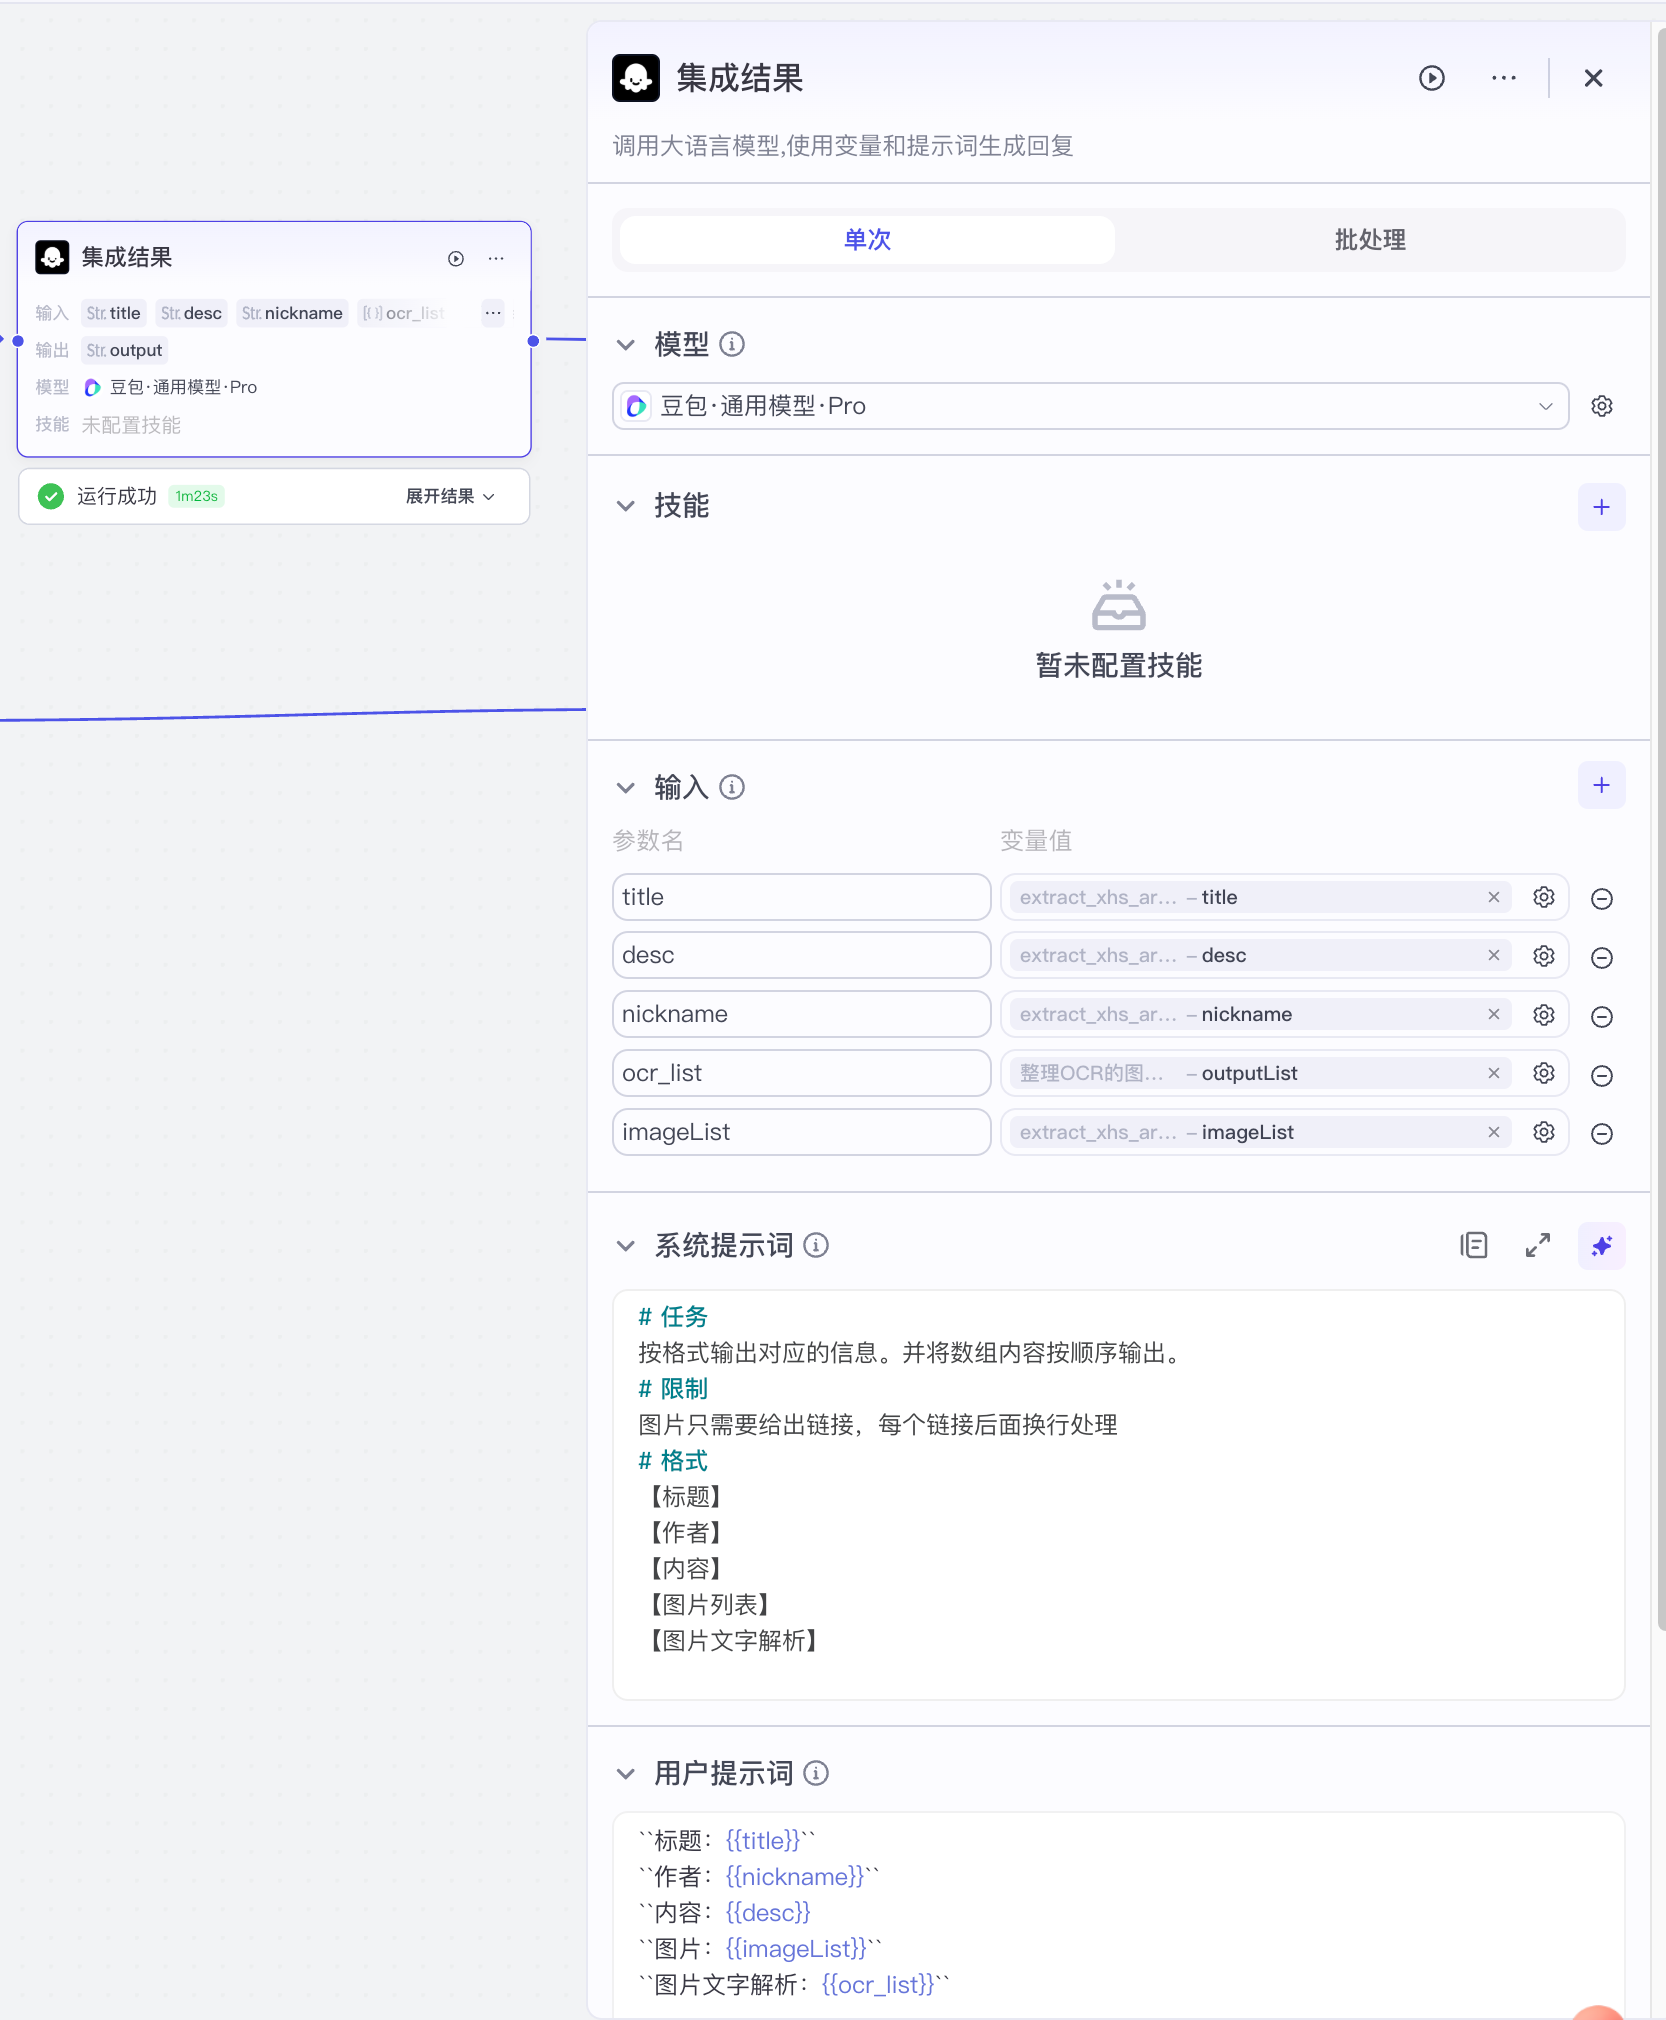 集成结果
输入 Str. title Str. desc Str. nickname [{}] ocr_list ···
输出 Str. output
模型 豆包·通用模型·Pro
技能 未配置技能
运行成功 1m23s 展开结果
集成结果
调用大语言模型,使用变量和提示词生成回复
单次 批处理
模型
豆包·通用模型·Pro
技能
暂未配置技能
输入
参数名 变量值
title extract_xhs_ar... – title
desc extract_xhs_ar... – desc
nickname extract_xhs_ar... – nickname
ocr_list 整理OCR的图... – outputList
imageList extract_xhs_ar... – imageList
系统提示词
# 任务
按格式输出对应的信息。并将数组内容按顺序输出。
# 限制
图片只需要给出链接，每个链接后面换行处理
# 格式
【标题】
【作者】
【内容】
【图片列表】
【图片文字解析】
用户提示词
``标题：{{title}}``
``作者：{{nickname}}``
``内容：{{desc}}
``图片：{{imageList}}``
``图片文字解析：{{ocr_list}}``